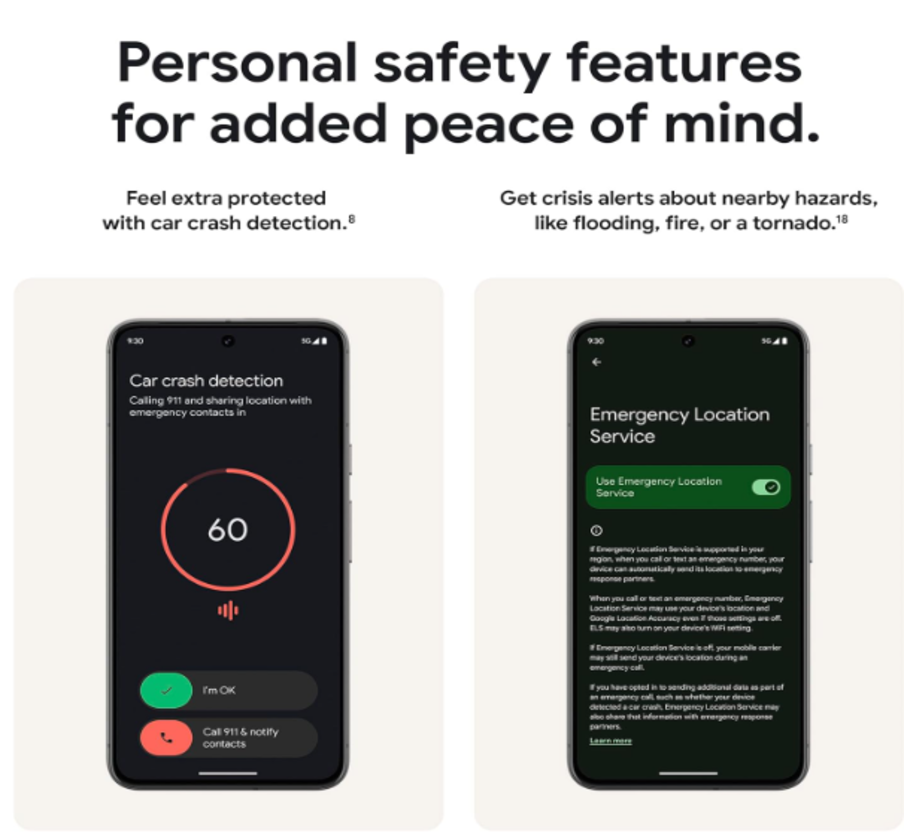 Personal safety features
for added peace of mind.
Feel extra protected
with car crash detection.⁸
Get crisis alerts about nearby hazards,
like flooding, fire, or a tornado.¹⁸
9:30
5G
Car crash detection
Calling 911 and sharing location with
emergency contacts in
60
I'm OK
Call 911 & notify
contacts
9:30
5G
Emergency Location
Service
Use Emergency Location
Service
If Emergency Location Service is supported in your
region, when you call or text an emergency number, your
device can automatically send its location to emergency
response partners.
When you call or text an emergency number, Emergency
Location Service may use your device's location and
Google Location Accuracy even if those settings are off.
ELS may also turn on your device's WiFi setting.
If Emergency Location Service is off, your mobile carrier
may still send your device's location during an
emergency call.
If you have opted in to sending additional data as part of
an emergency call, such as whether your device
detected a car crash, Emergency Location Service may
also share that information with emergency response
partners.
Learn more